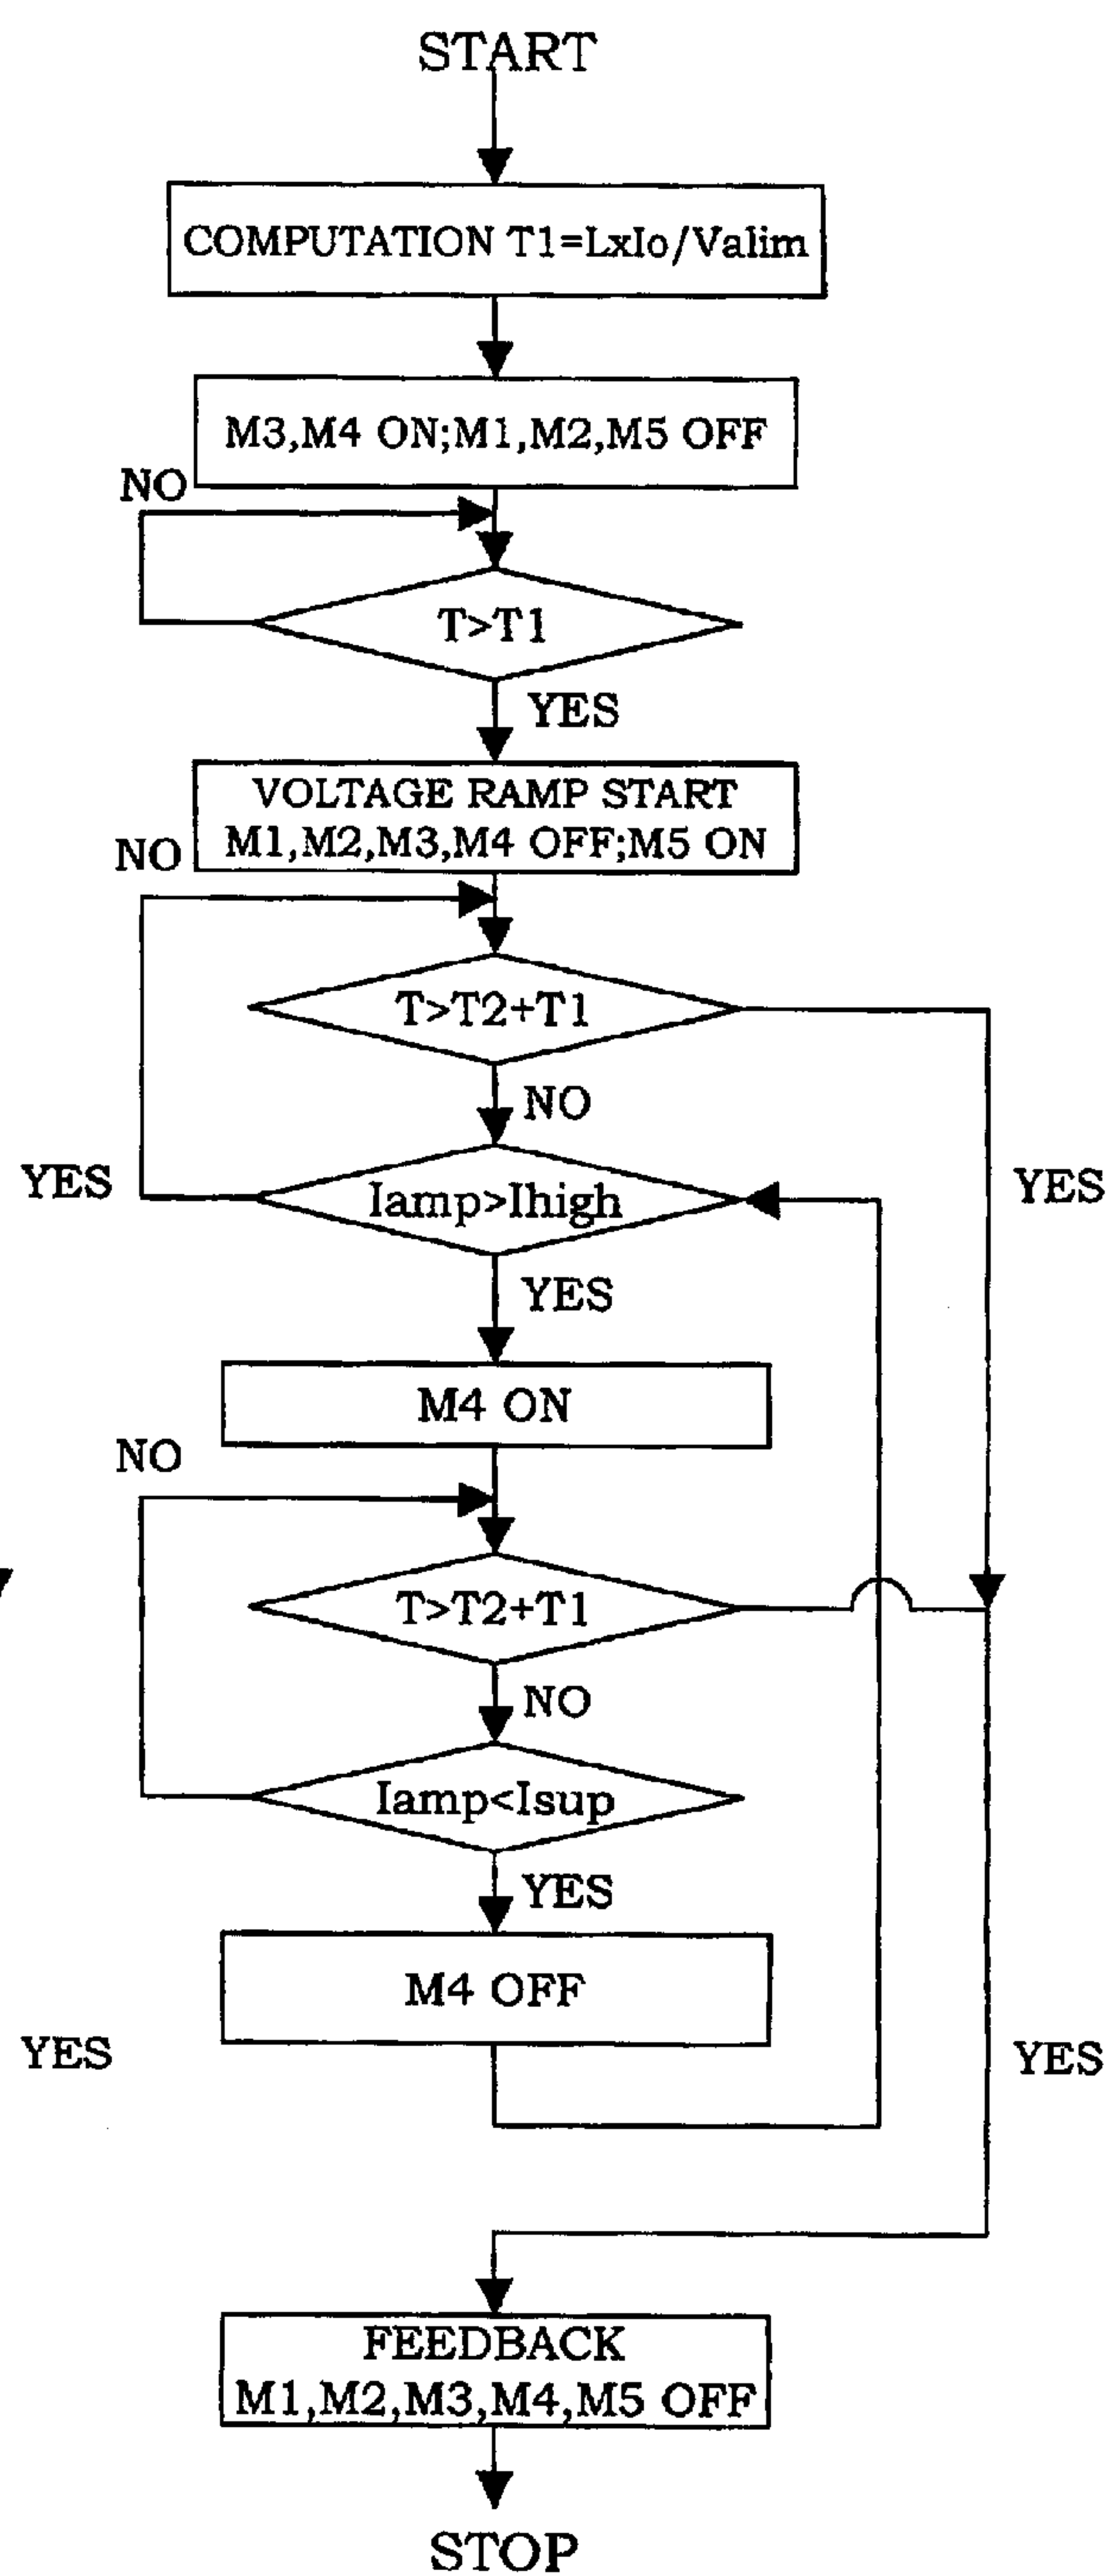 START
COMPUTATION T1=LxIo/Valim
M3,M4 ON;M1,M2,M5 OFF
NO
T>T1
YES
VOLTAGE RAMP START
M1,M2,M3,M4 OFF;M5 ON
NO
T>T2+T1
NO
YES
Iamp>Ihigh
YES
YES
M4 ON
NO
T>T2+T1
NO
Iamp<Isup
YES
M4 OFF
YES
YES
FEEDBACK
M1,M2,M3,M4,M5 OFF
STOP